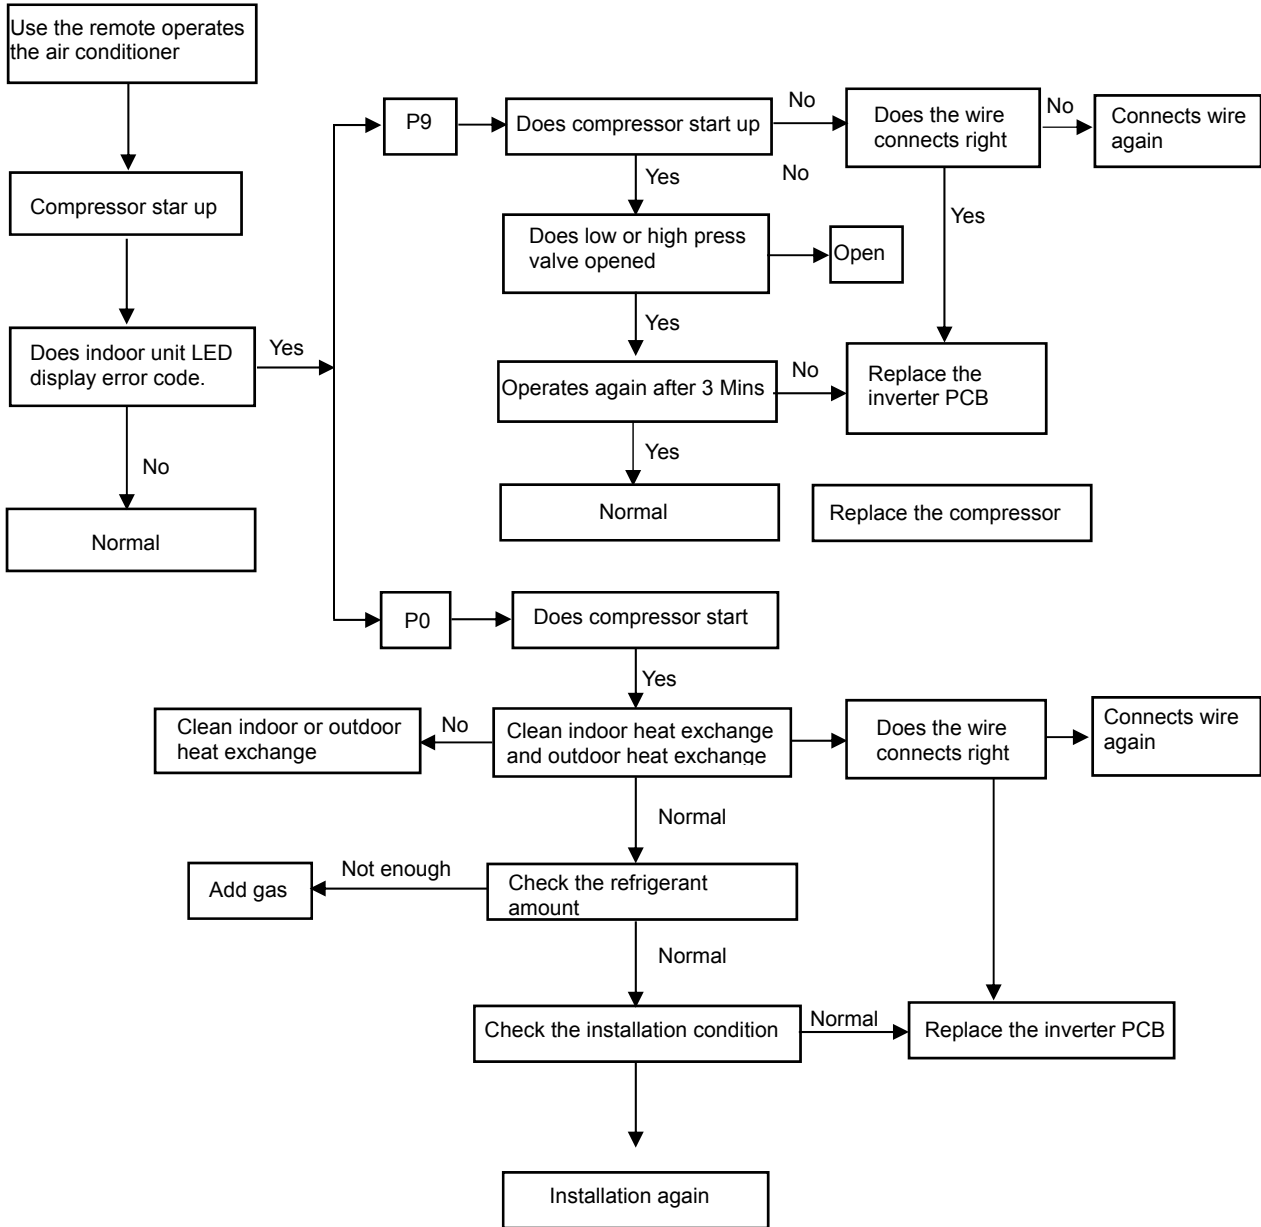 Use the remote operates
the air conditioner
Compressor star up
Does indoor unit LED
display error code.
Yes
No
Normal
P9
Does compressor start up
No
Does the wire
connects right
No
Connects wire
again
Yes
No
Yes
Does low or high press
valve opened
Open
Yes
Operates again after 3 Mins
No
Replace the
inverter PCB
Yes
Normal
Replace the compressor
P0
Does compressor start
Yes
Clean indoor or outdoor
heat exchange
No
Clean indoor heat exchange
and outdoor heat exchange
Does the wire
connects right
Connects wire
again
Normal
Add gas
Not enough
Check the refrigerant
amount
Normal
Check the installation condition
Normal
Replace the inverter PCB
Installation again